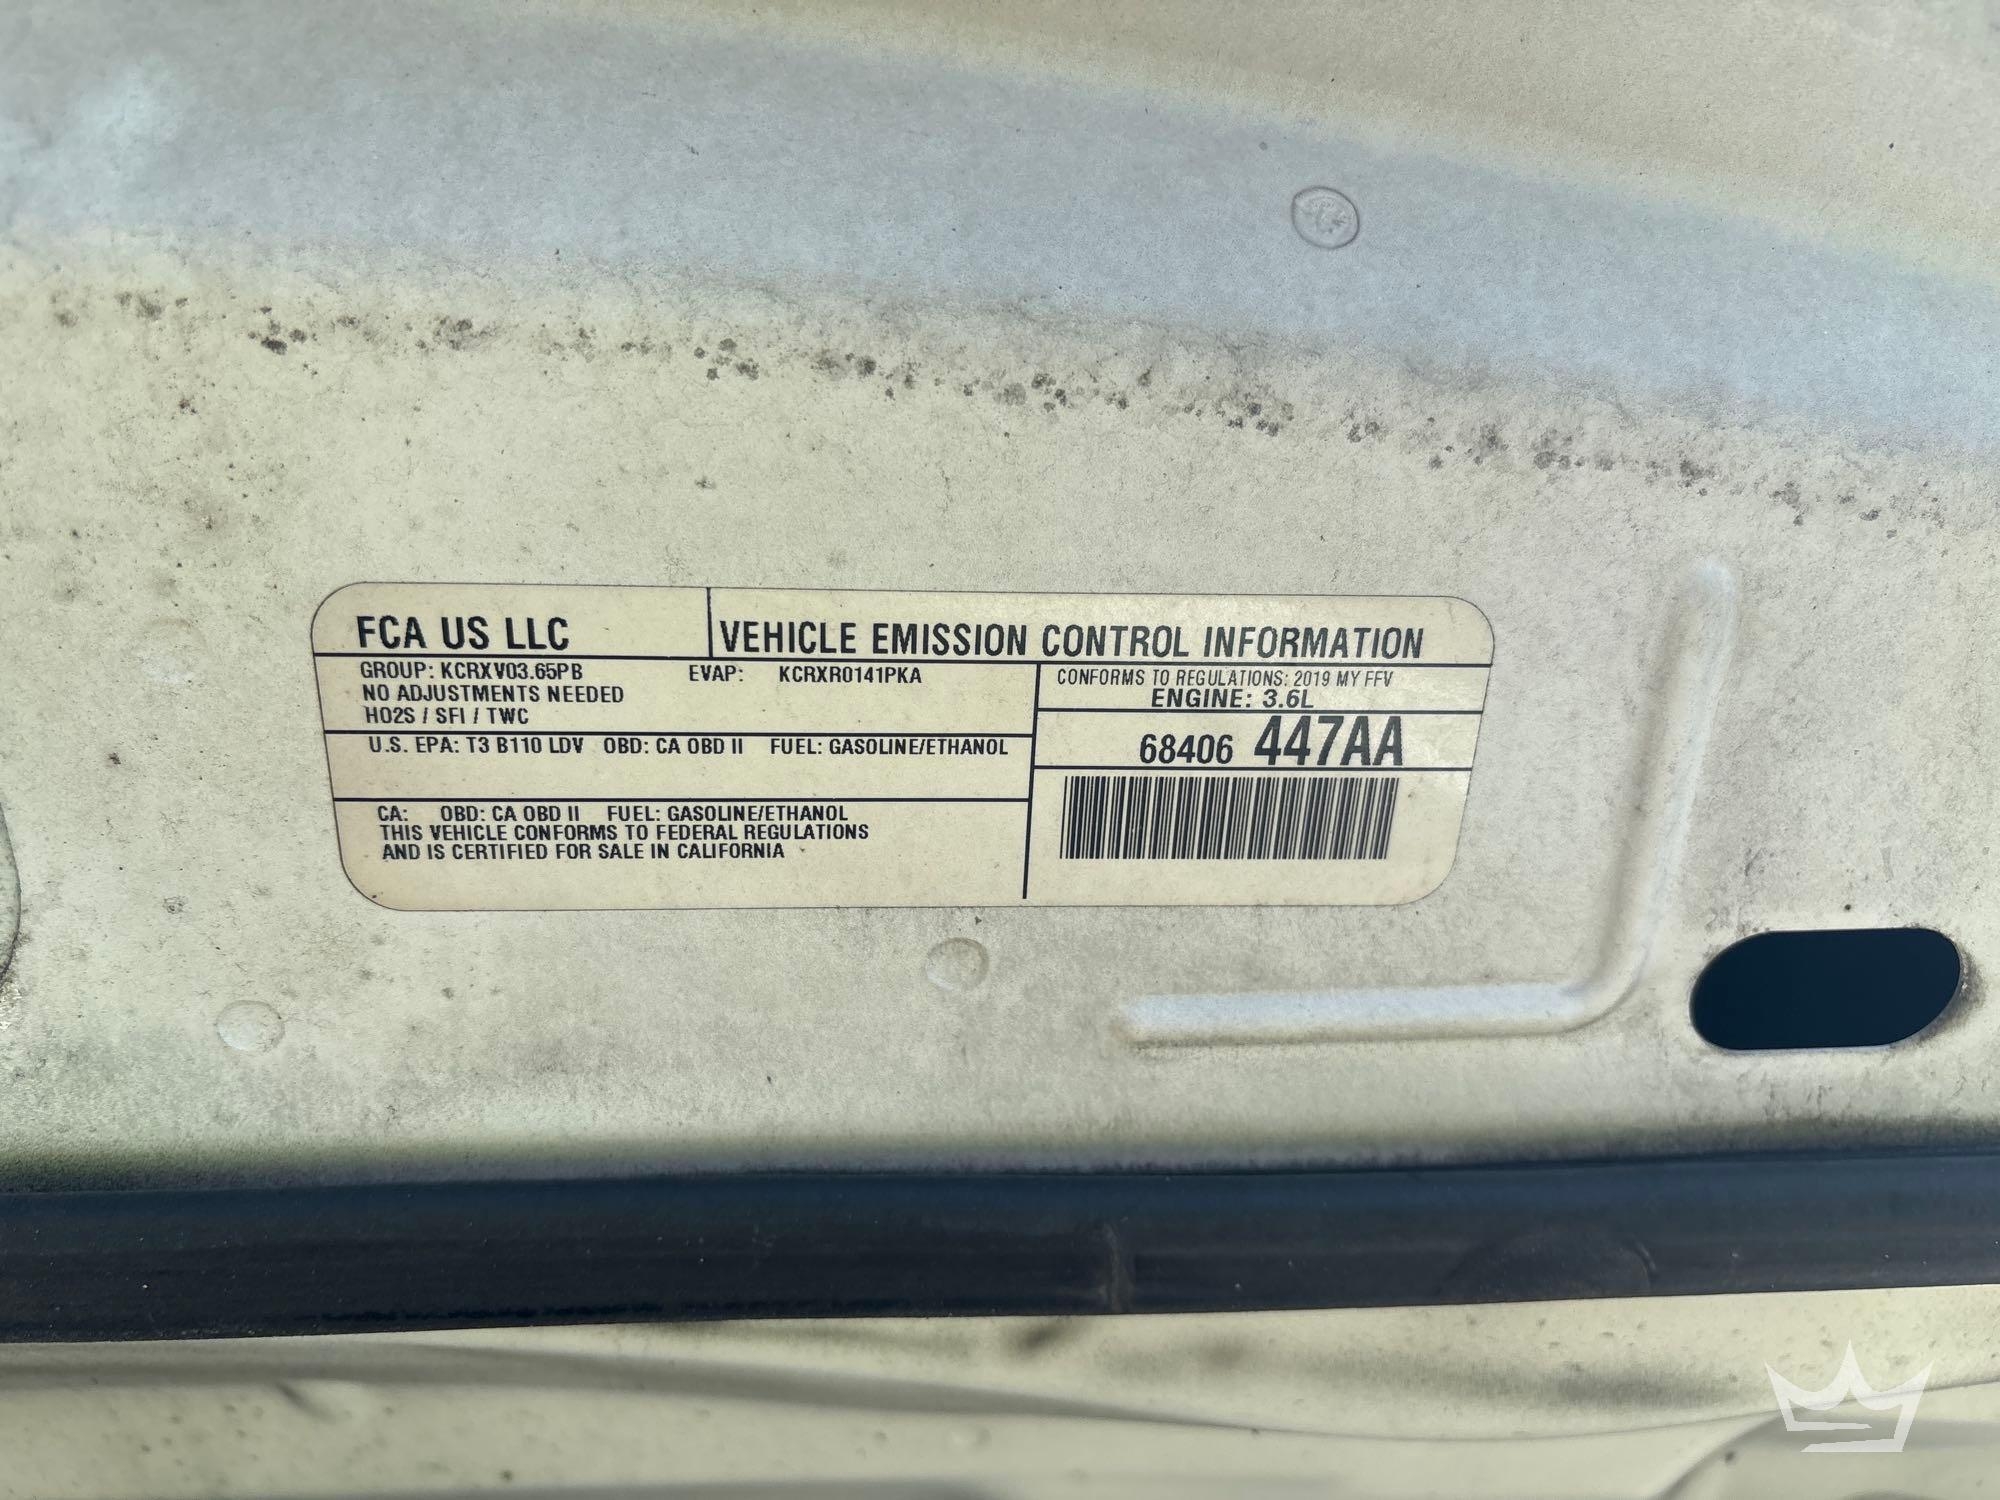 FCA US LLC
VEHICLE EMISSION CONTROL INFORMATION
GROUP: KCRXV03.65PB EVAP: KCRXR0141PKA
NO ADJUSTMENTS NEEDED
HO2S / SFI / TWC
CONFORMS TO REGULATIONS: 2019 MY FFV
ENGINE: 3.6L
U.S. EPA: T3 B110 LDV OBD: CA OBD II FUEL: GASOLINE/ETHANOL
68406 447AA
CA: OBD: CA OBD II FUEL: GASOLINE/ETHANOL
THIS VEHICLE CONFORMS TO FEDERAL REGULATIONS
AND IS CERTIFIED FOR SALE IN CALIFORNIA